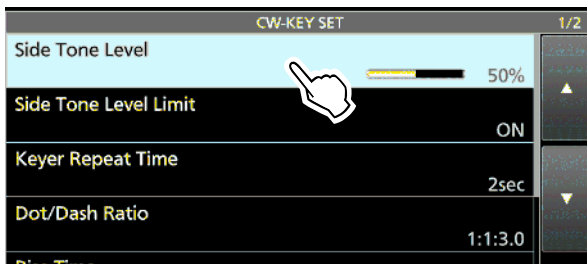 CW-KEY SET 1/2
Side Tone Level
50%
Side Tone Level Limit
ON
Keyer Repeat Time
2sec
Dot/Dash Ratio
1:1:3.0